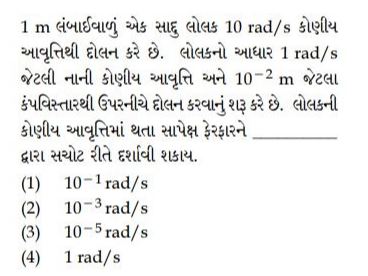 1 m લંબાઈવાળું એક સાદુ લોલક 10 rad/s કોણીય
આવૃત્તિથી દોલન કરે છે. લોલકનો આધાર 1 rad/s
જેટલી નાની કોણીય આવૃત્તિ અને 10⁻² m જેટલા
કંપવિસ્તારથી ઉપરનીચે દોલન કરવાનું શરૂ કરે છે. લોલકની
કોણીય આવૃત્તિમાં થતા સાપેક્ષ ફેરફારને __________
દ્વારા સચોટ રીતે દર્શાવી શકાય.
(1) 10⁻¹ rad/s
(2) 10⁻³ rad/s
(3) 10⁻⁵ rad/s
(4) 1 rad/s